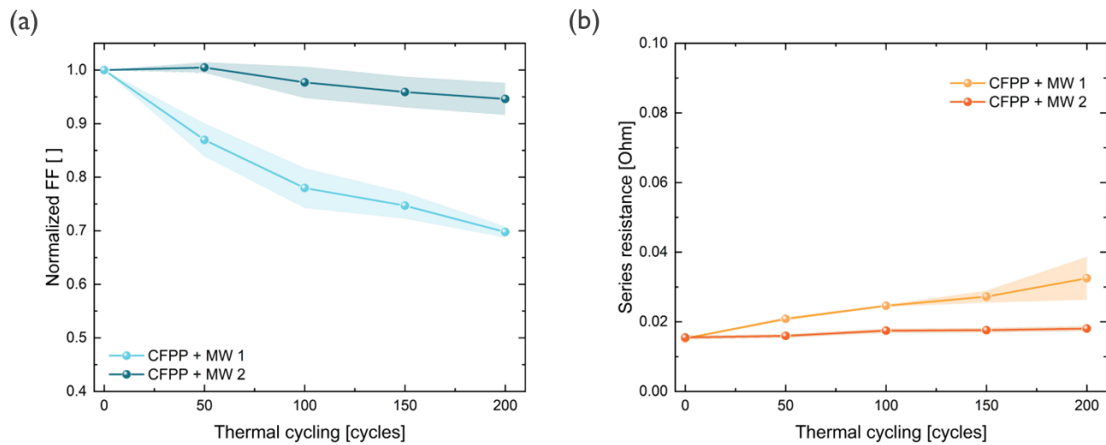 (a)
Normalized FF [ ]
1.0
0.9
0.8
0.7
0.6
0.5
0.4
CFPP + MW 1
CFPP + MW 2
0 50 100 150 200
Thermal cycling [cycles]
(b)
Series resistance [Ohm]
0.10
0.08
0.06
0.04
0.02
0.00
CFPP + MW 1
CFPP + MW 2
0 50 100 150 200
Thermal cycling [cycles]